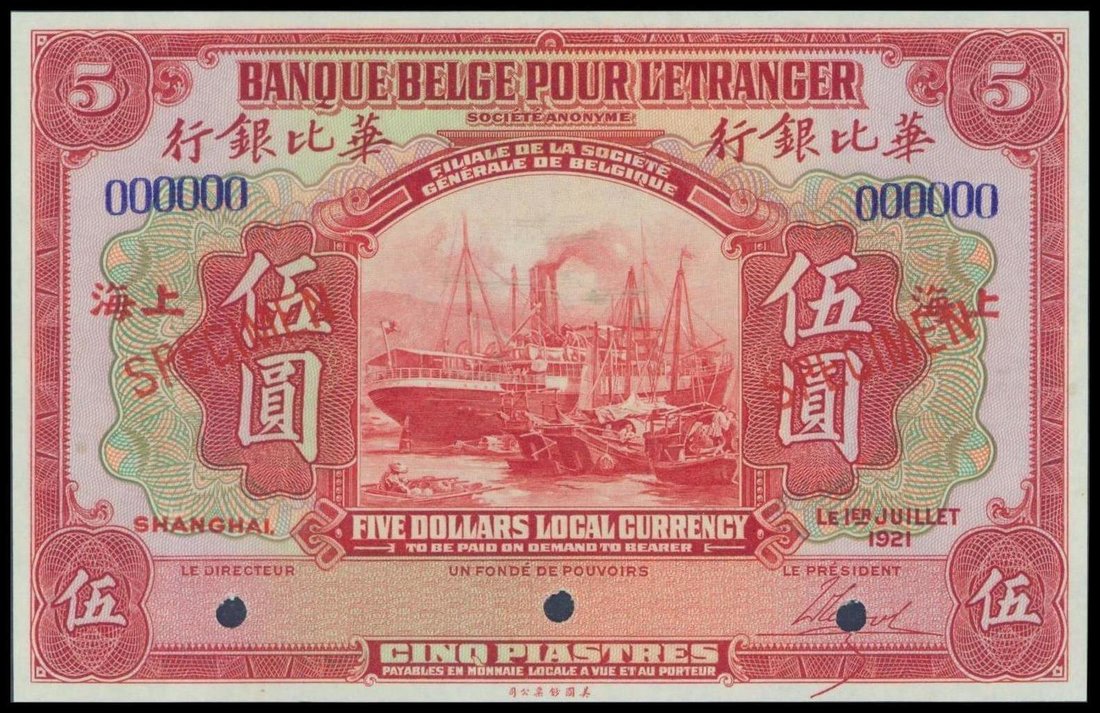 5
5
BANQUE BELGE POUR L'ETRANGER
SOCIÉTÉ ANONYME
華比銀行
華比銀行
FILIALE DE LA SOCIÉTÉ
GÉNÉRALE DE BELGIQUE
000000
000000
上海
伍圓
SPECIMEN
伍圓
上海
SPECIMEN
SHANGHAI.
FIVE DOLLARS LOCAL CURRENCY
TO BE PAID ON DEMAND TO BEARER
LE 1ER JUILLET
1921
LE DIRECTEUR
UN FONDÉ DE POUVOIRS
LE PRÉSIDENT
伍
伍
CINQ PIASTRES
PAYABLES EN MONNAIE LOCALE A VUE ET AU PORTEUR
美國鈔票公司